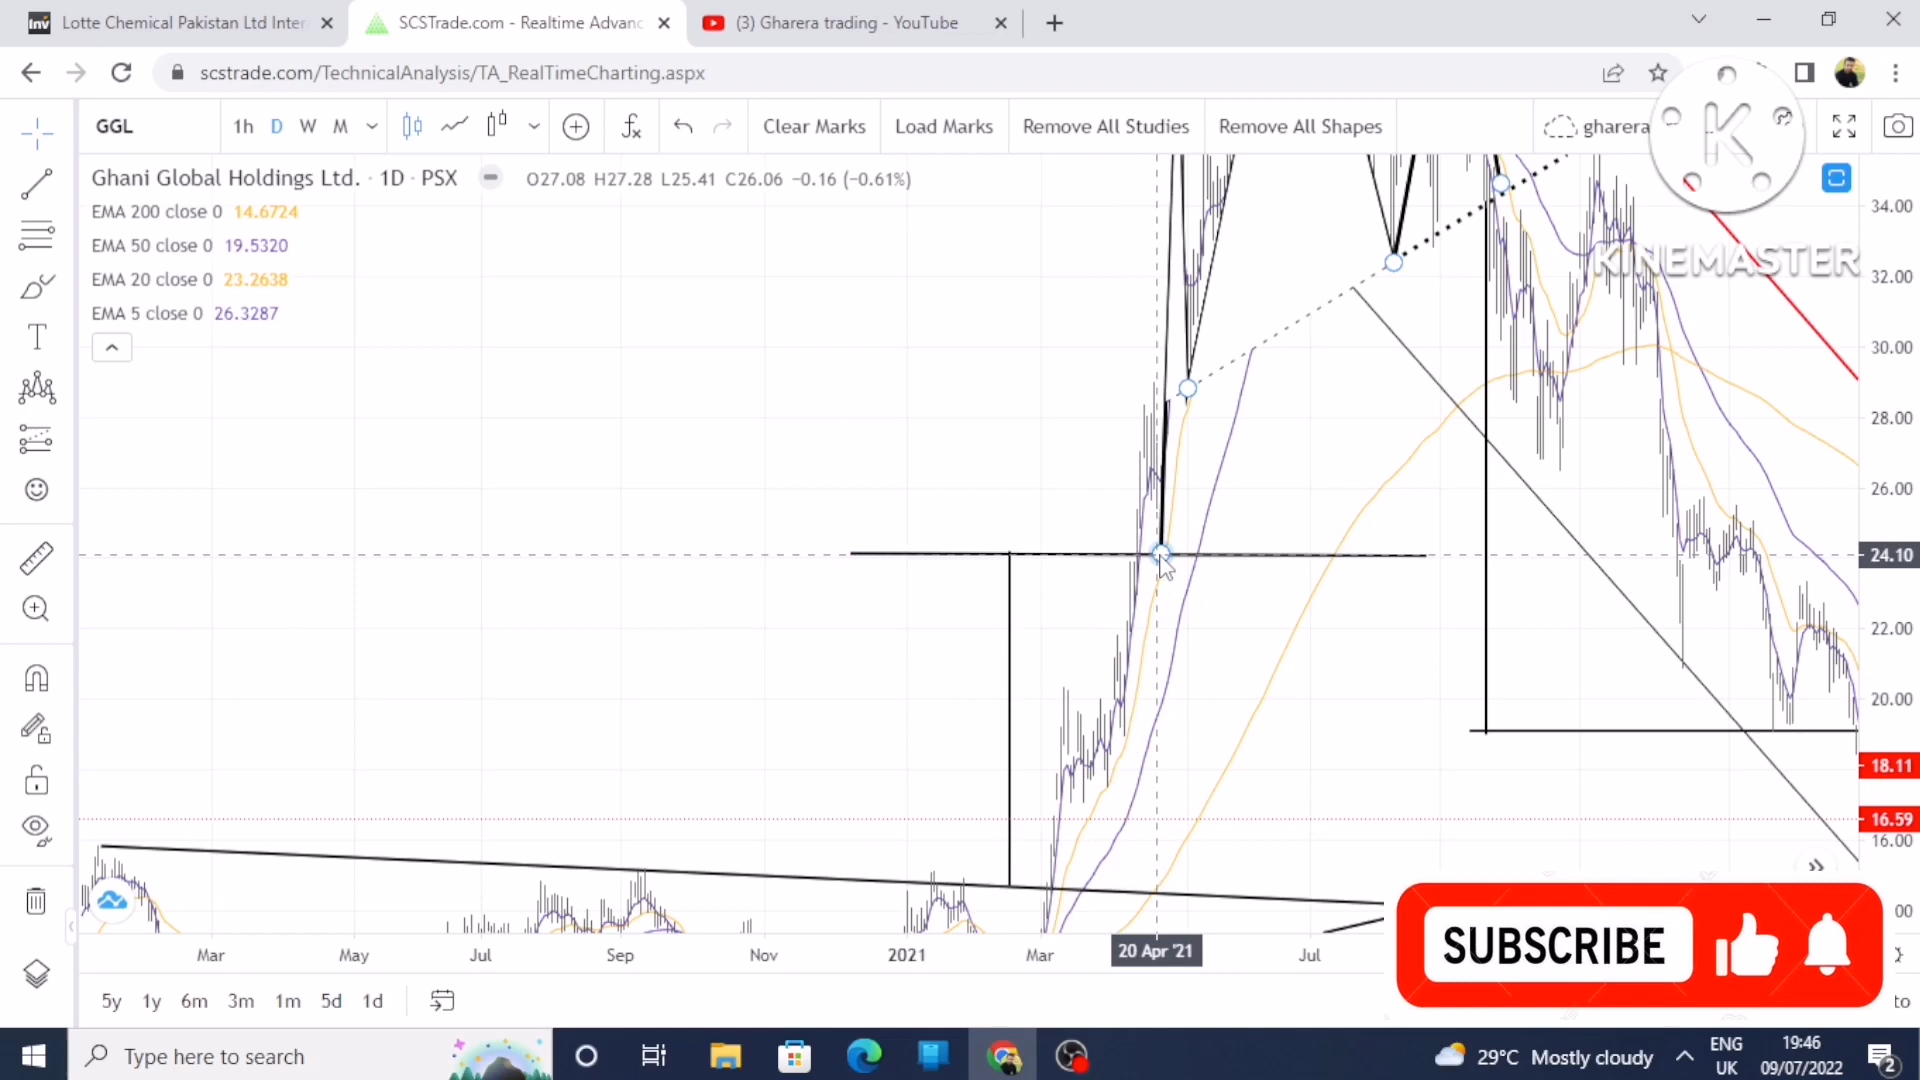 Lotte Chemical Pakistan Ltd Inter
SCSTrade.com - Realtime Advanc
(3) Gharera trading - YouTube
scstrade.com/TechnicalAnalysis/TA_RealTimeCharting.aspx
GGL 1h D W M Clear Marks Load Marks Remove All Studies Remove All Shapes gharera
K
KINEMASTER
Ghani Global Holdings Ltd. · 1D · PSX O27.08 H27.28 L25.41 C26.06 −0.16 (−0.61%)
EMA 200 close 0 14.6724
EMA 50 close 0 19.5320
EMA 20 close 0 23.2638
EMA 5 close 0 26.3287
34.00
32.00
30.00
28.00
26.00
24.10
22.00
20.00
18.11
16.59
16.00
00
Mar May Jul Sep Nov 2021 Mar 20 Apr '21 Jul
SUBSCRIBE
5y 1y 6m 3m 1m 5d 1d
to
Type here to search
29°C Mostly cloudy
ENG
UK
19:46
09/07/2022
2